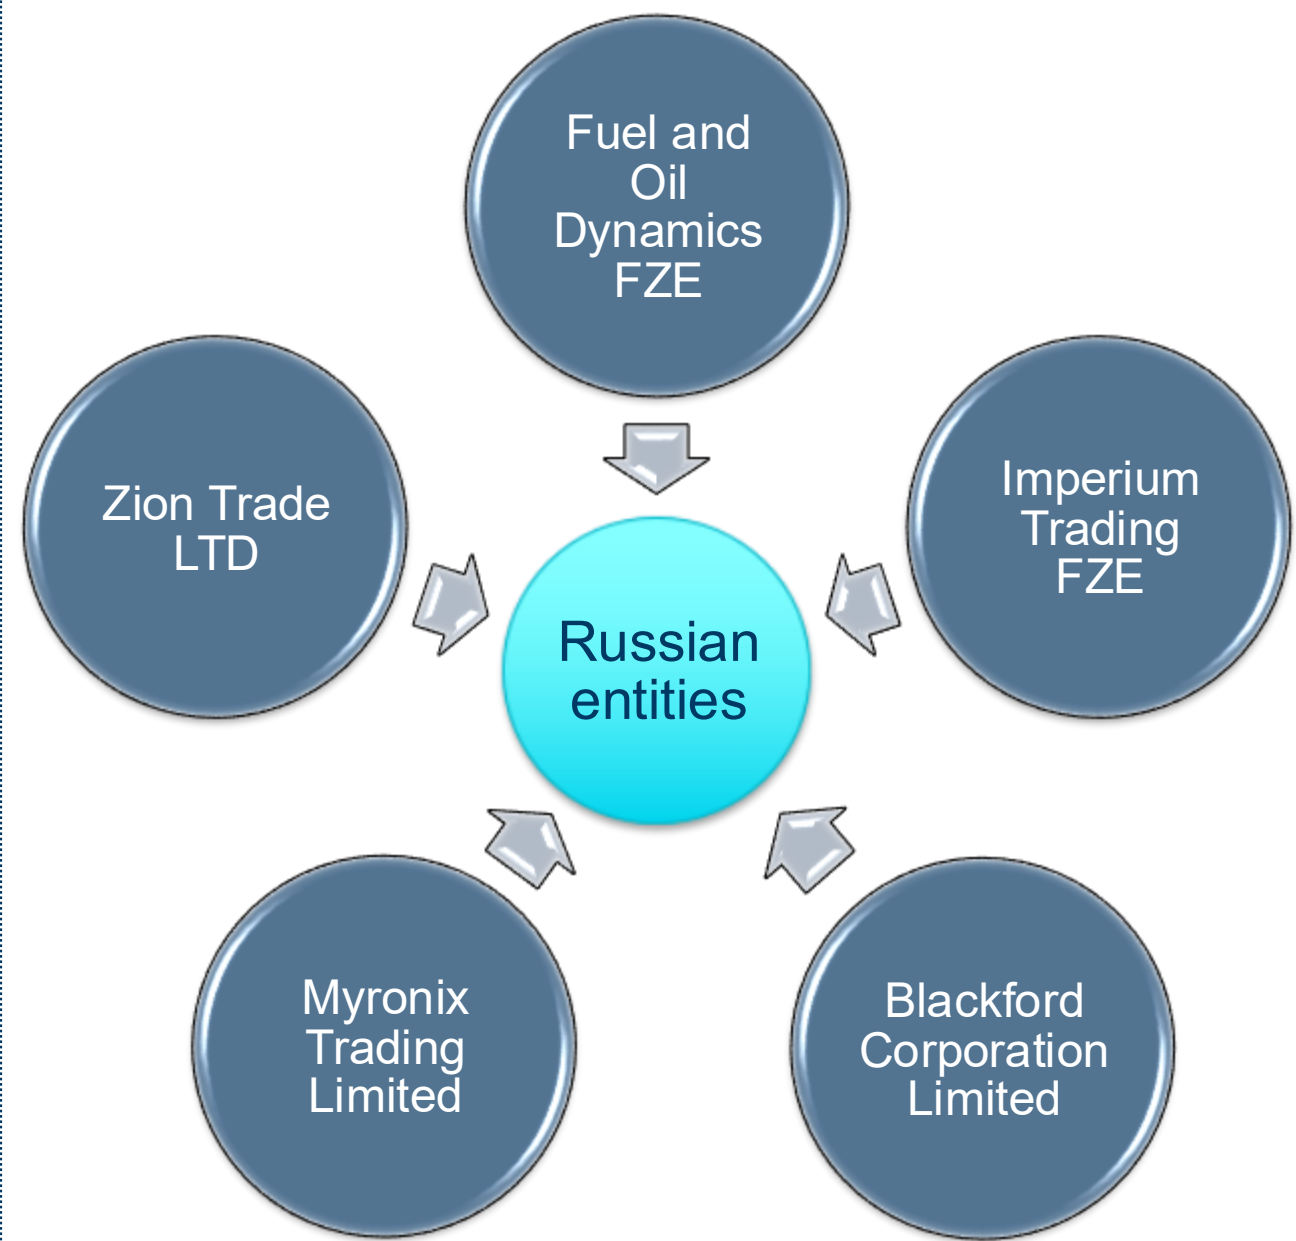 Fuel and
Oil
Dynamics
FZE
Zion Trade
LTD
Imperium
Trading
FZE
Russian
entities
Myronix
Trading
Limited
Blackford
Corporation
Limited